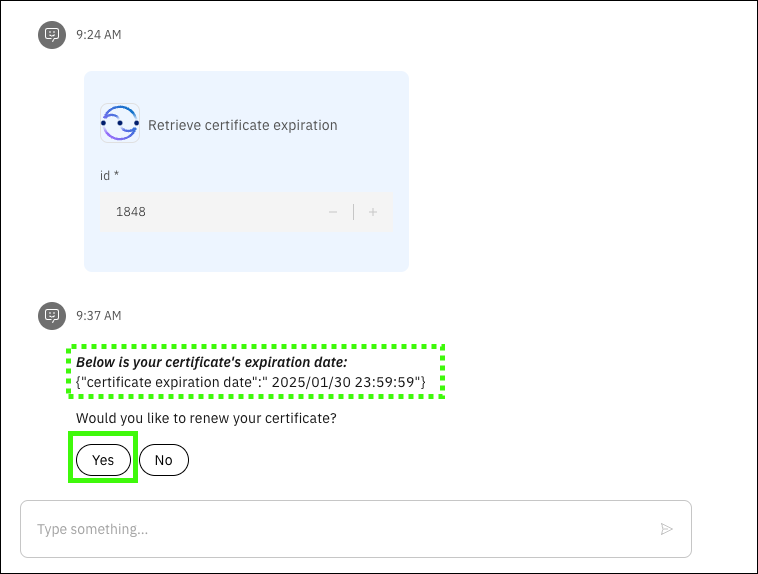 9:24 AM
Retrieve certificate expiration
id *
1848
9:37 AM
Below is your certificate's expiration date:
{"certificate expiration date":" 2025/01/30 23:59:59"}
Would you like to renew your certificate?
Yes No
Type something...